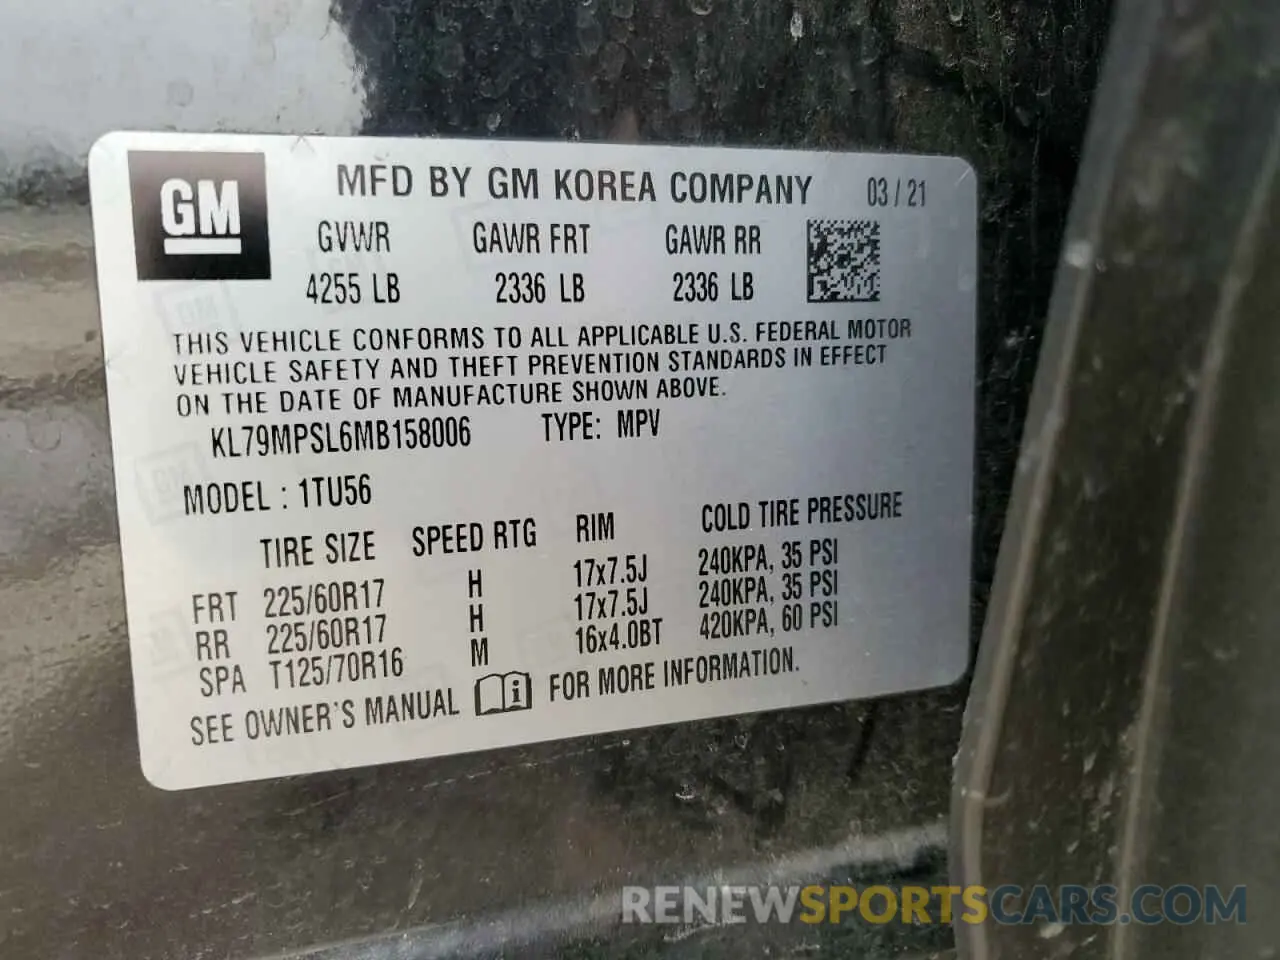 GM
MFD BY GM KOREA COMPANY 03/21
GVWR GAWR FRT GAWR RR
4255 LB 2336 LB 2336 LB
THIS VEHICLE CONFORMS TO ALL APPLICABLE U.S. FEDERAL MOTOR
VEHICLE SAFETY AND THEFT PREVENTION STANDARDS IN EFFECT
ON THE DATE OF MANUFACTURE SHOWN ABOVE.
KL79MPSL6MB158006 TYPE: MPV
MODEL : 1TU56
TIRE SIZE SPEED RTG RIM COLD TIRE PRESSURE
FRT 225/60R17 H 17x7.5J 240KPA, 35 PSI
RR 225/60R17 H 17x7.5J 240KPA, 35 PSI
SPA T125/70R16 M 16x4.0BT 420KPA, 60 PSI
SEE OWNER'S MANUAL i FOR MORE INFORMATION.
RENEWSPORTSCARS.COM